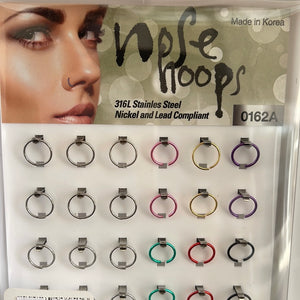 Made in Korea
nose
hoops
316L Stainles Steel
Nickel and Lead Compliant
0162A